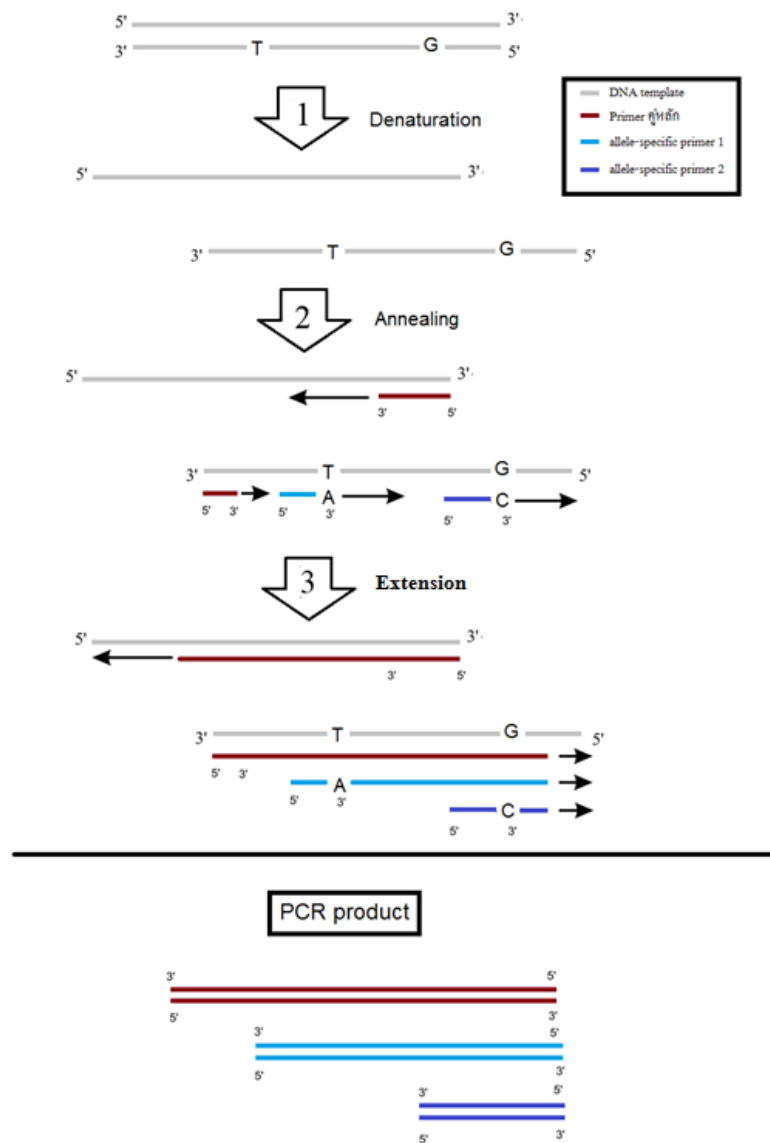 5' 3'
3' T G 5'
1 Denaturation
DNA template
Primer คู่หลัก
allele-specific primer 1
allele-specific primer 2
5' 3'
3' T G 5'
2 Annealing
5' 3'
3' 5'
3' T G 5'
A C
5' 3' 5' 3' 5' 3'
3 Extension
5' 3'
3' 5'
3' T G 5'
5' 3'
A
5' 3'
C
5' 3'
PCR product
3' 5'
5' 3'
3' 5'
5' 3'
3' 5'
5' 3'